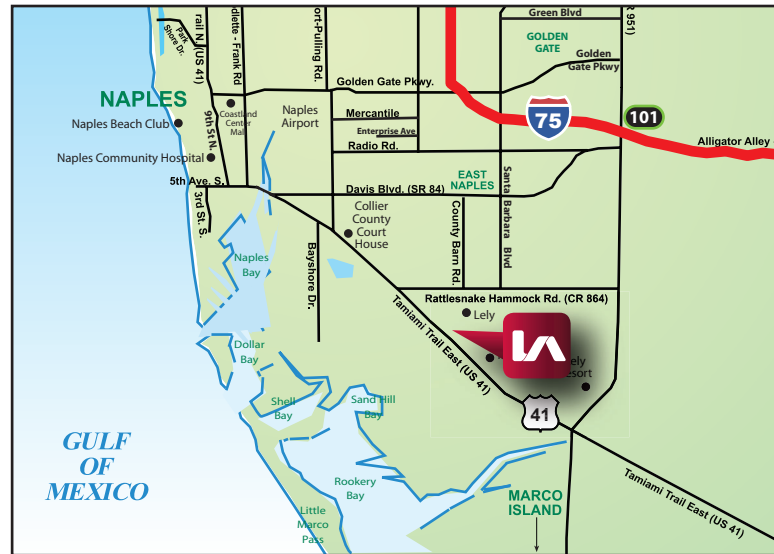 Green Blvd
GOLDEN
GATE
Golden
Gate Pkwy
R 951)
Park
Shore Dr.
rail N. (US 41)
dlette - Frank Rd
ort-Pulling Rd.
Golden Gate Pkwy.
NAPLES
Naples Beach Club
Coastland
Center
Mall
9th St N.
Naples
Airport
Mercantile
Enterprise Ave
Radio Rd.
75
101
Alligator Alley
Naples Community Hospital
5th Ave. S.
3rd St. S.
EAST
NAPLES
Davis Blvd. (SR 84)
Santa Barbara Blvd
County Barn Rd.
Collier
County
Court
House
Bayshore Dr.
Naples
Bay
Rattlesnake Hammock Rd. (CR 864)
Lely
Tamiami Trail East (US 41)
ely
esort
41
Dollar
Bay
Shell
Bay
Sand Hill
Bay
GULF
OF
MEXICO
Rookery
Bay
Little
Marco
Pass
MARCO
ISLAND
Tamiami Trail East (US 41)